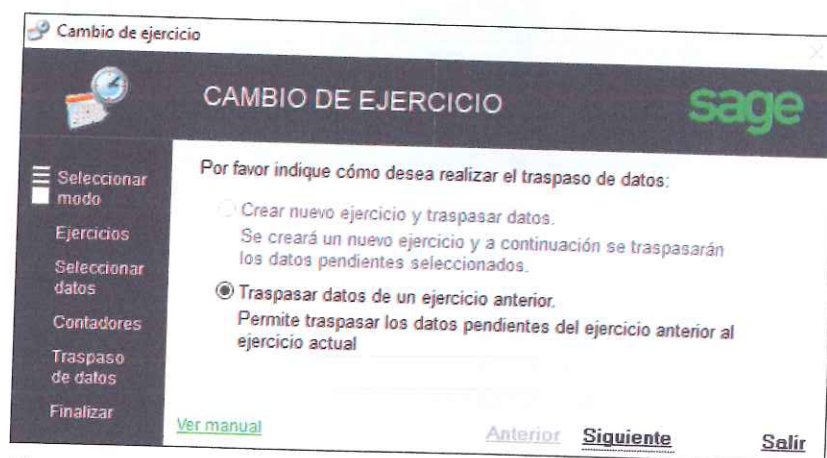 Cambio de ejercicio
CAMBIO DE EJERCICIO
sage
Seleccionar
modo
Ejercicios
Seleccionar
datos
Contadores
Traspaso
de datos
Finalizar
Por favor indique cómo desea realizar el traspaso de datos:
Crear nuevo ejercicio y traspasar datos.
Se creará un nuevo ejercicio y a continuación se traspasarán
los datos pendientes seleccionados.
Traspasar datos de un ejercicio anterior.
Permite traspasar los datos pendientes del ejercicio anterior al
ejercicio actual
Ver manual
Anterior
Siguiente
Salir